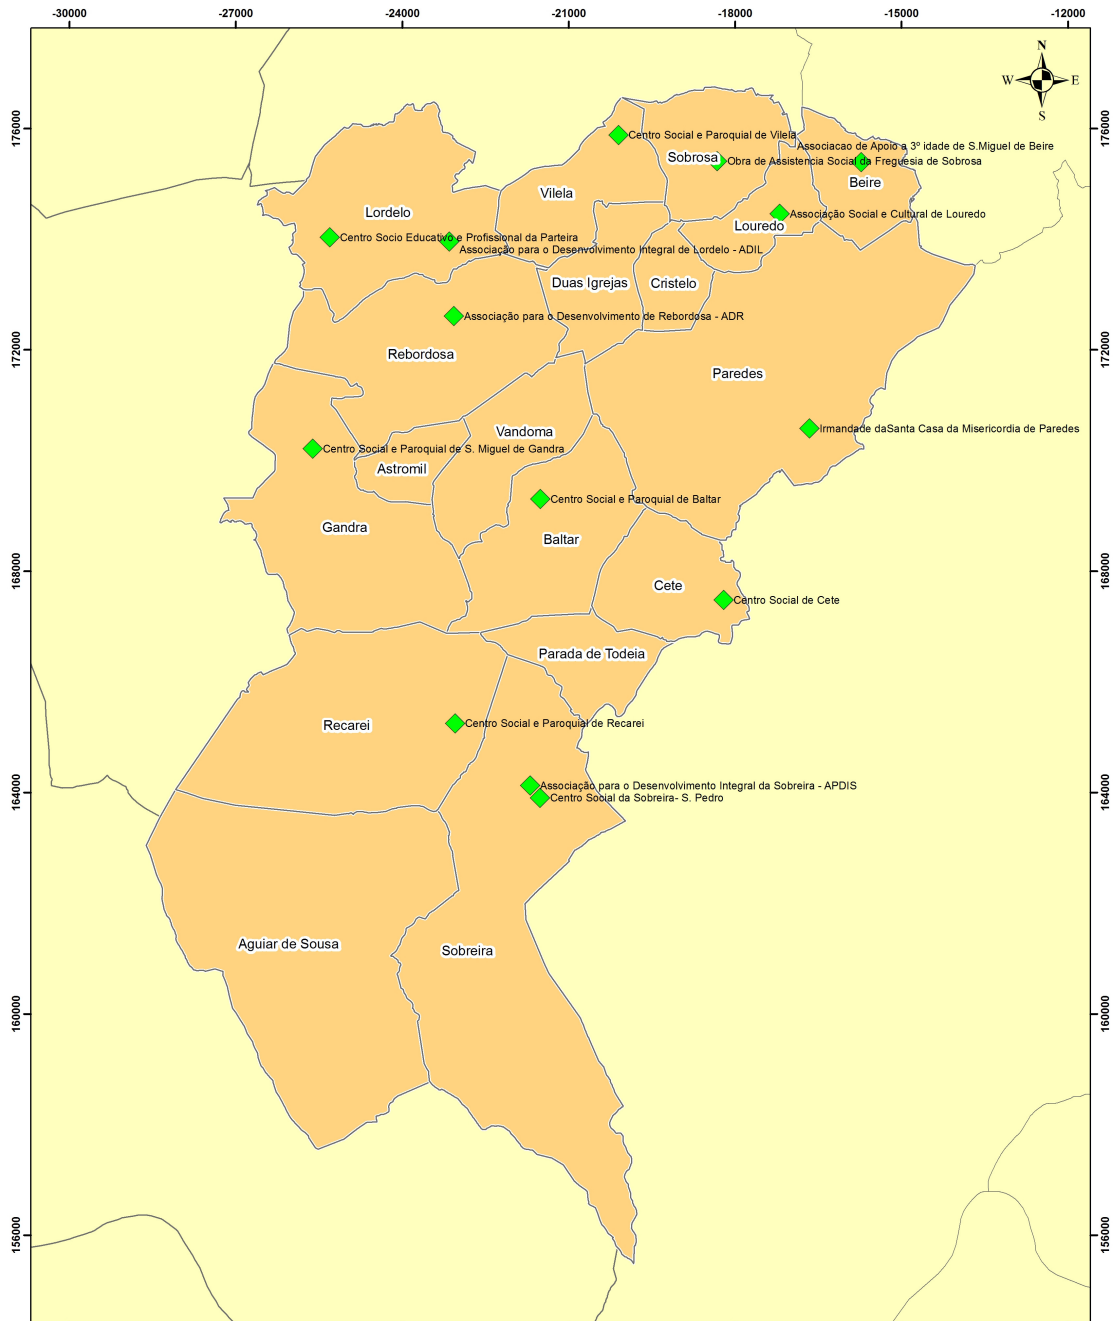 -30000 -27000 -24000 -21000 -18000 -15000 -12000
N
W E
S
176000 176000
Centro Social e Paroquial de Vilela
Associacao de Apoio a 3º idade de S.Miguel de Beire
Sobrosa
Obra de Assistencia Social da Freguesia de Sobrosa
Beire
Vilela
Lordelo
Associação Social e Cultural de Louredo
Louredo
Centro Socio Educativo e Profissional da Parteira
Associação para o Desenvolvimento Integral de Lordelo - ADIL
Duas Igrejas
Cristelo
Associação para o Desenvolvimento de Rebordosa - ADR
172000 172000
Rebordosa
Paredes
Irmandade daSanta Casa da Misericordia de Paredes
Vandoma
Centro Social e Paroquial de S. Miguel de Gandra
Astromil
Centro Social e Paroquial de Baltar
Gandra
Baltar
168000 168000
Cete
Centro Social de Cete
Parada de Todeia
Recarei
Centro Social e Paroquial de Recarei
164000 164000
Associação para o Desenvolvimento Integral da Sobreira - APDIS
Centro Social da Sobreira- S. Pedro
Aguiar de Sousa
Sobreira
160000 160000
156000 156000